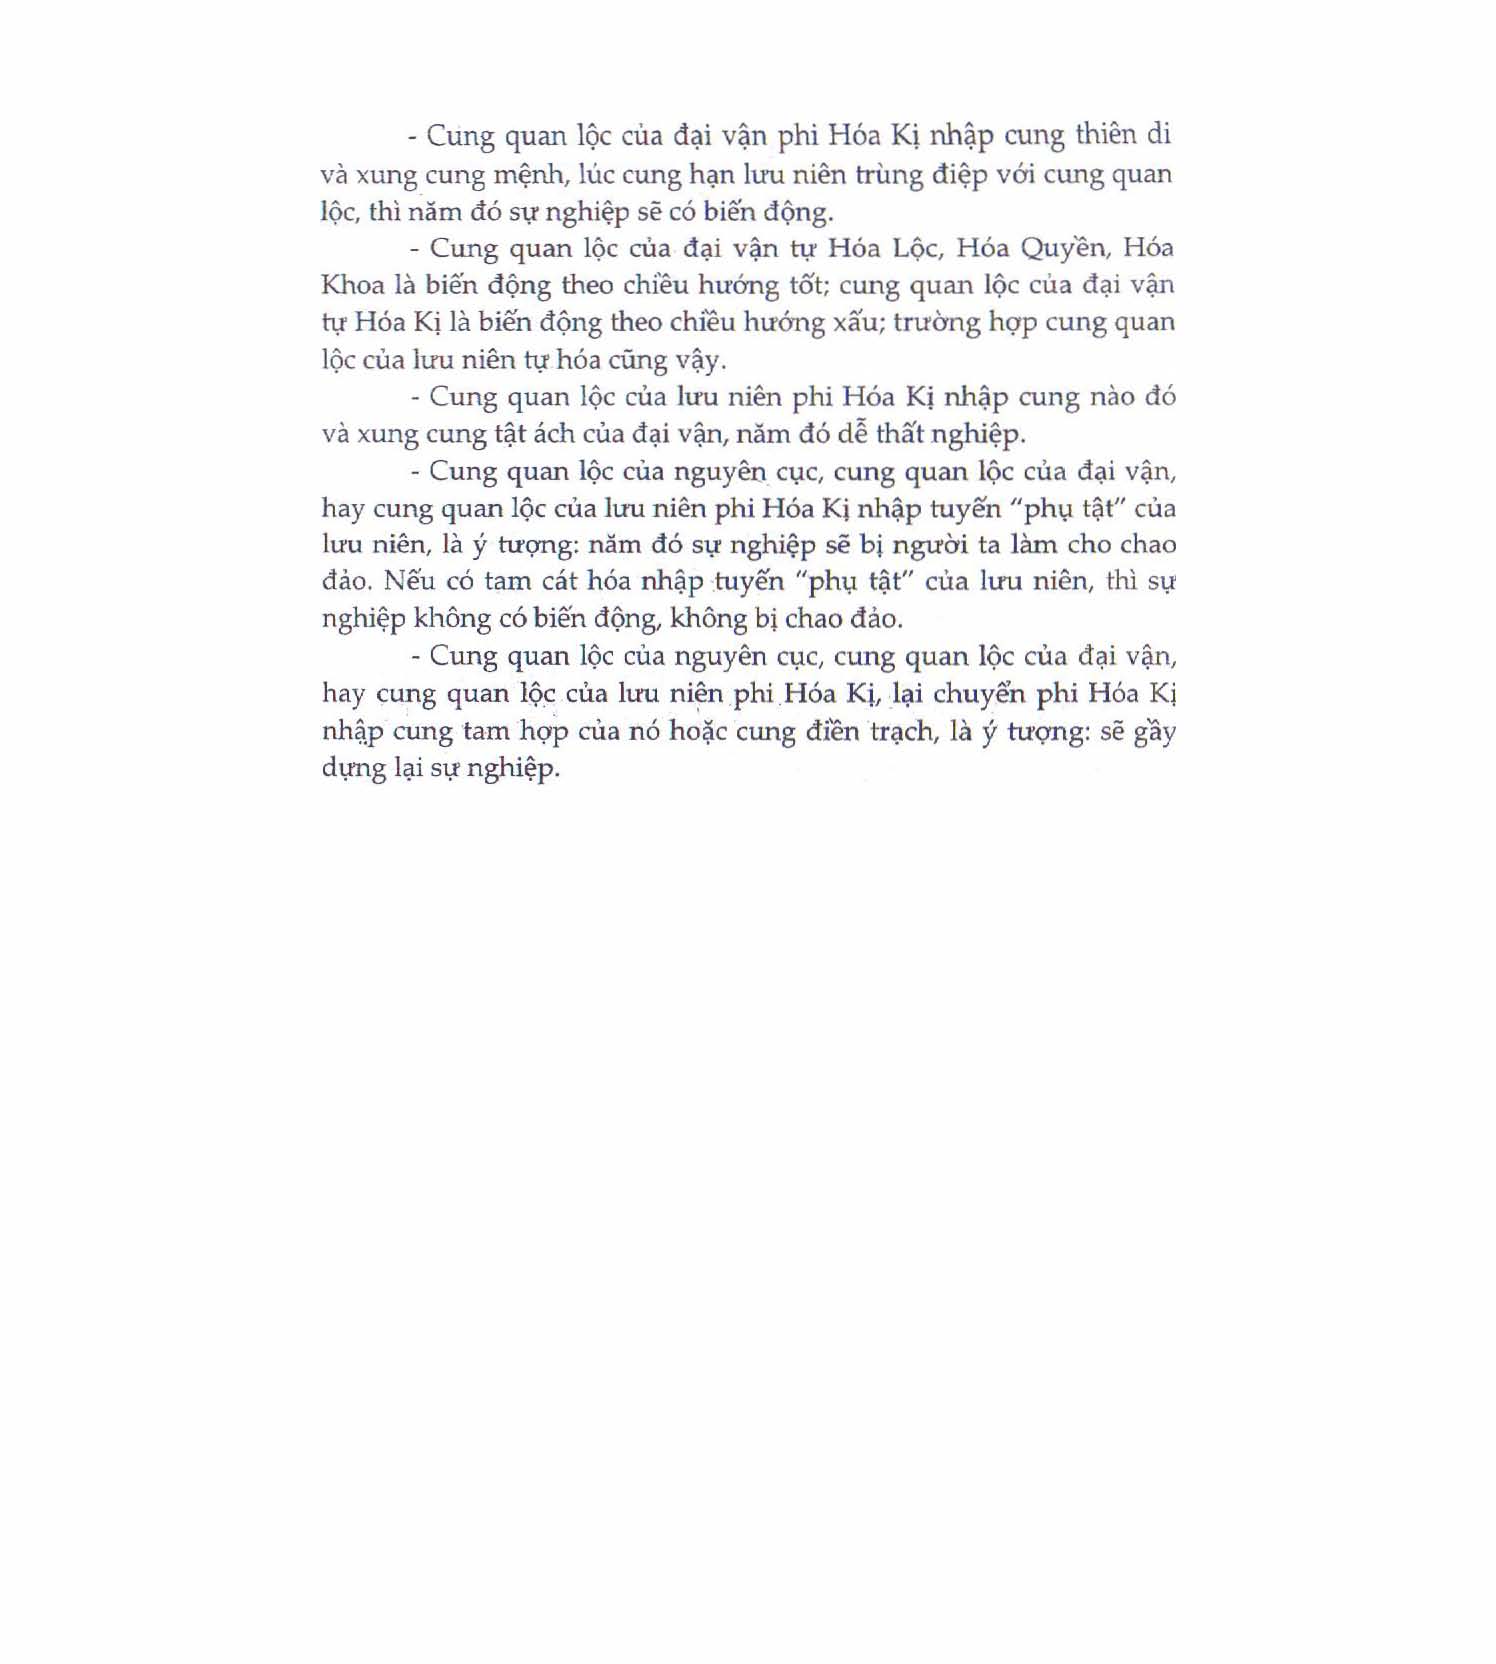 - Cung quan lộc của đại vận phi Hóa Kị nhập cung thiên di
và xung cung mệnh, lúc cung hạn lưu niên trùng điệp với cung quan
lộc, thì năm đó sự nghiệp sẽ có biến động.
- Cung quan lộc của đại vận tự Hóa Lộc, Hóa Quyền, Hóa
Khoa là biến động theo chiều hướng tốt; cung quan lộc của đại vận
tự Hóa Kị là biến động theo chiều hướng xấu; trường hợp cung quan
lộc của lưu niên tự hóa cũng vậy.
- Cung quan lộc của lưu niên phi Hóa Kị nhập cung nào đó
và xung cung tật ách của đại vận, năm đó dễ thất nghiệp.
- Cung quan lộc của nguyên cục, cung quan lộc của đại vận,
hay cung quan lộc của lưu niên phi Hóa Kị nhập tuyến “phụ tật” của
lưu niên, là ý tượng: năm đó sự nghiệp sẽ bị người ta làm cho chao
đảo. Nếu có tam cát hóa nhập tuyến “phụ tật” của lưu niên, thì sự
nghiệp không có biến động, không bị chao đảo.
- Cung quan lộc của nguyên cục, cung quan lộc của đại vận,
hay cung quan lộc của lưu niên phi Hóa Kị, lại chuyển phi Hóa Kị
nhập cung tam hợp của nó hoặc cung điền trạch, là ý tượng: sẽ gầy
dựng lại sự nghiệp.